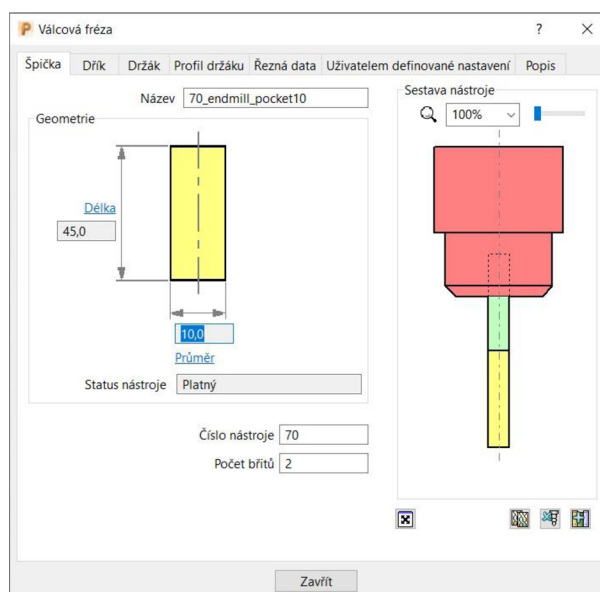 Válcová fréza
Špička Dřík Držák Profil držáku Řezná data Uživatelem definované nastavení Popis
Název 70_endmill_pocket10
Geometrie
Délka
45,0
10,0
Průměr
Status nástroje Platný
Číslo nástroje 70
Počet břitů 2
Sestava nástroje
100%
Zavřít